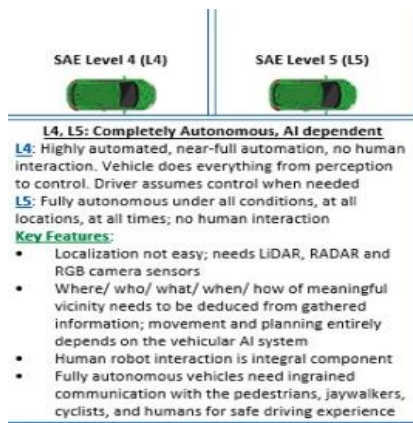 SAE Level 4 (L4)
SAE Level 5 (L5)
L4, L5: Completely Autonomous, AI dependent
L4: Highly automated, near-full automation, no human
interaction. Vehicle does everything from perception
to control. Driver assumes control when needed
L5: Fully autonomous under all conditions, at all
locations, at all times; no human interaction
Key Features:
• Localization not easy; needs LiDAR, RADAR and
RGB camera sensors
• Where/ who/ what/ when/ how of meaningful
vicinity needs to be deduced from gathered
information; movement and planning entirely
depends on the vehicular AI system
• Human robot interaction is integral component
• Fully autonomous vehicles need ingrained
communication with the pedestrians, jaywalkers,
cyclists, and humans for safe driving experience